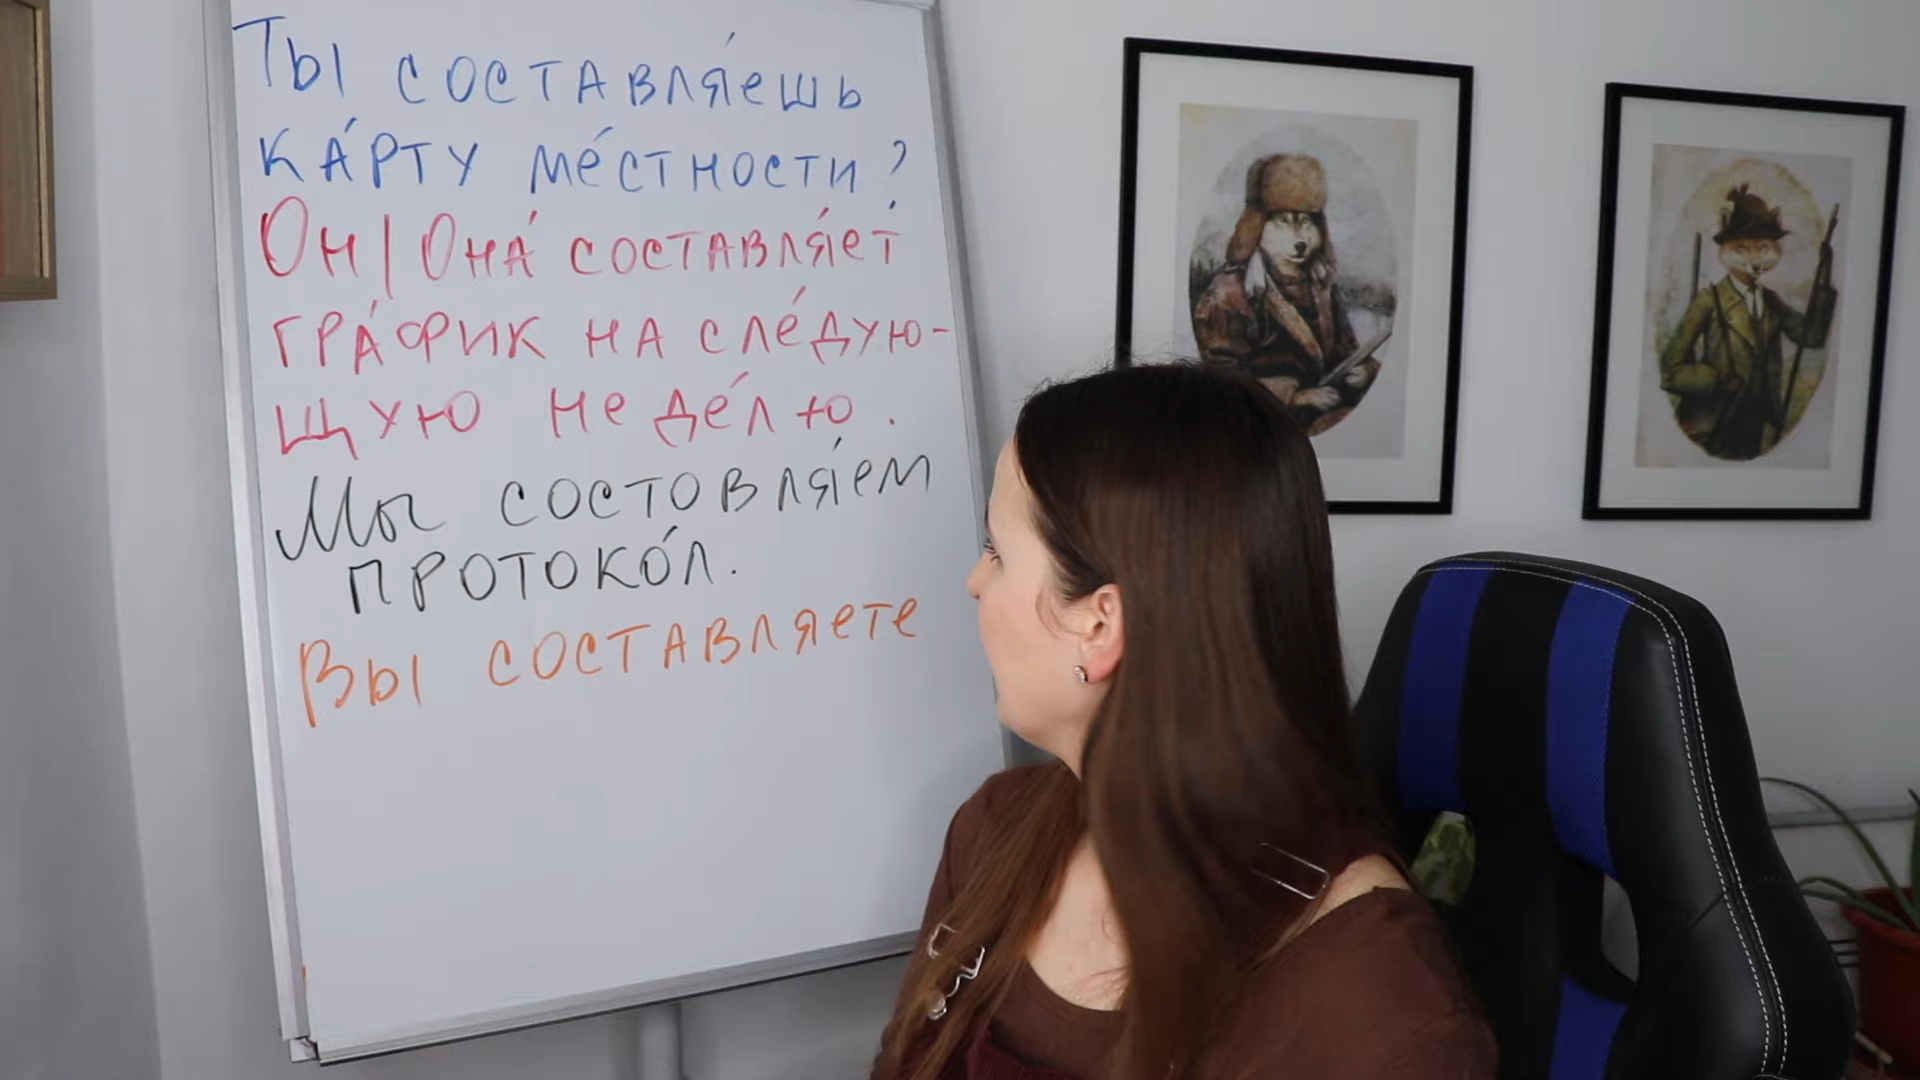 Ты составля́ешь
ка́рту ме́стности?
Он/Она́ составля́ет
гра́фик на сле́дую-
щую неде́лю.
Мы состовля́ем
протоко́л.
Вы составляете